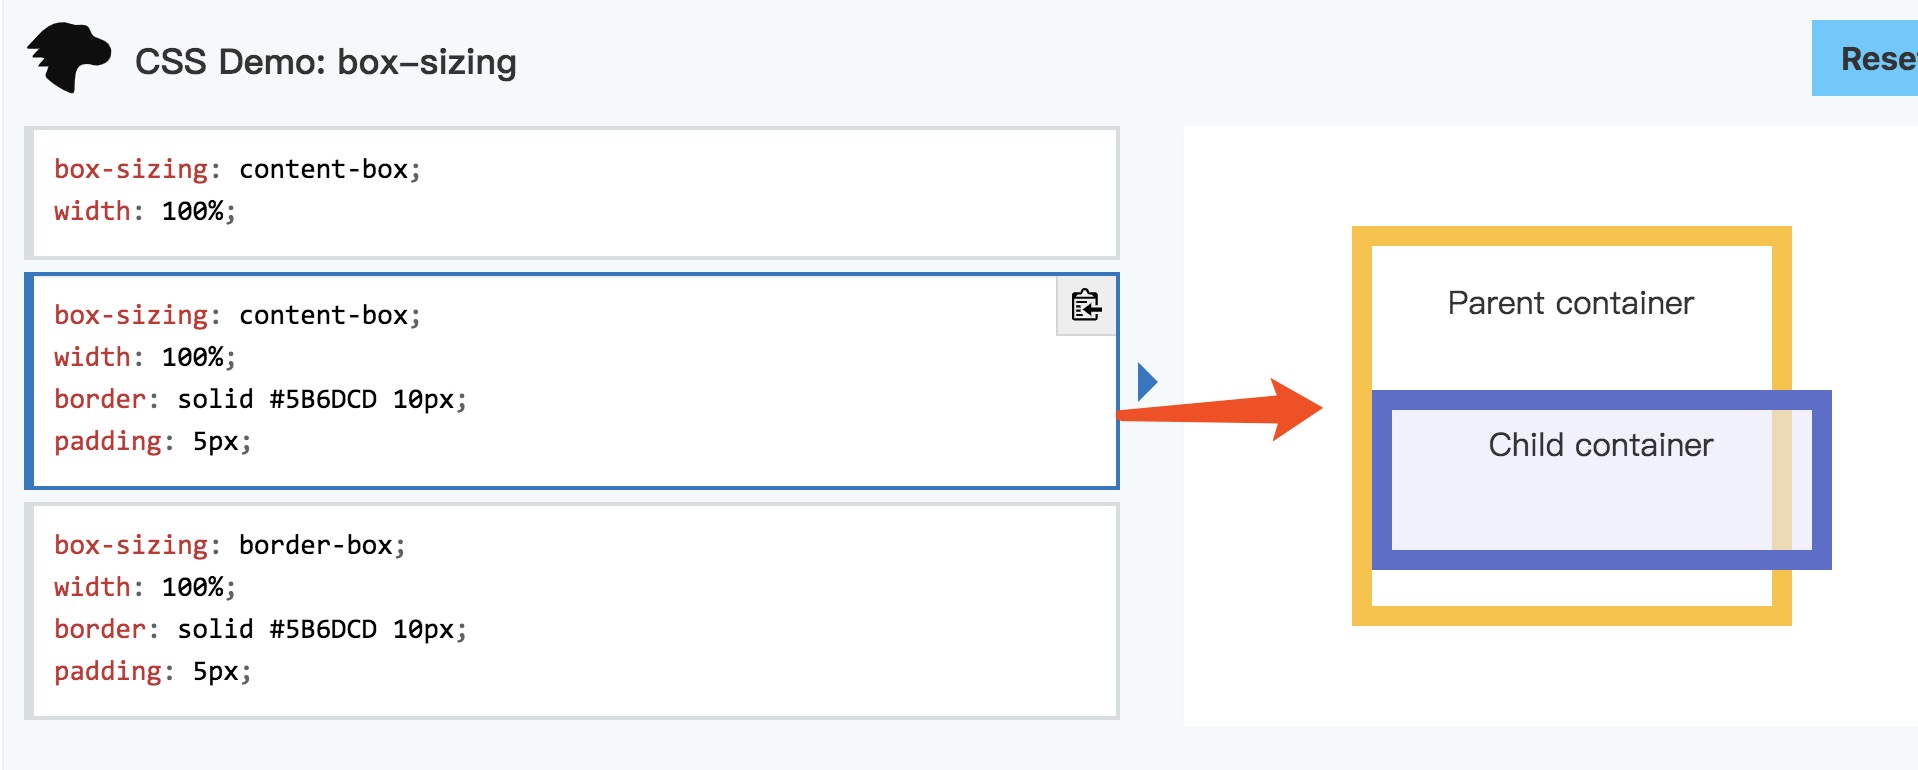 CSS Demo: box-sizing
box-sizing: content-box;
width: 100%;
box-sizing: content-box;
width: 100%;
border: solid #5B6DCD 10px;
padding: 5px;
box-sizing: border-box;
width: 100%;
border: solid #5B6DCD 10px;
padding: 5px;
Parent container
Child container